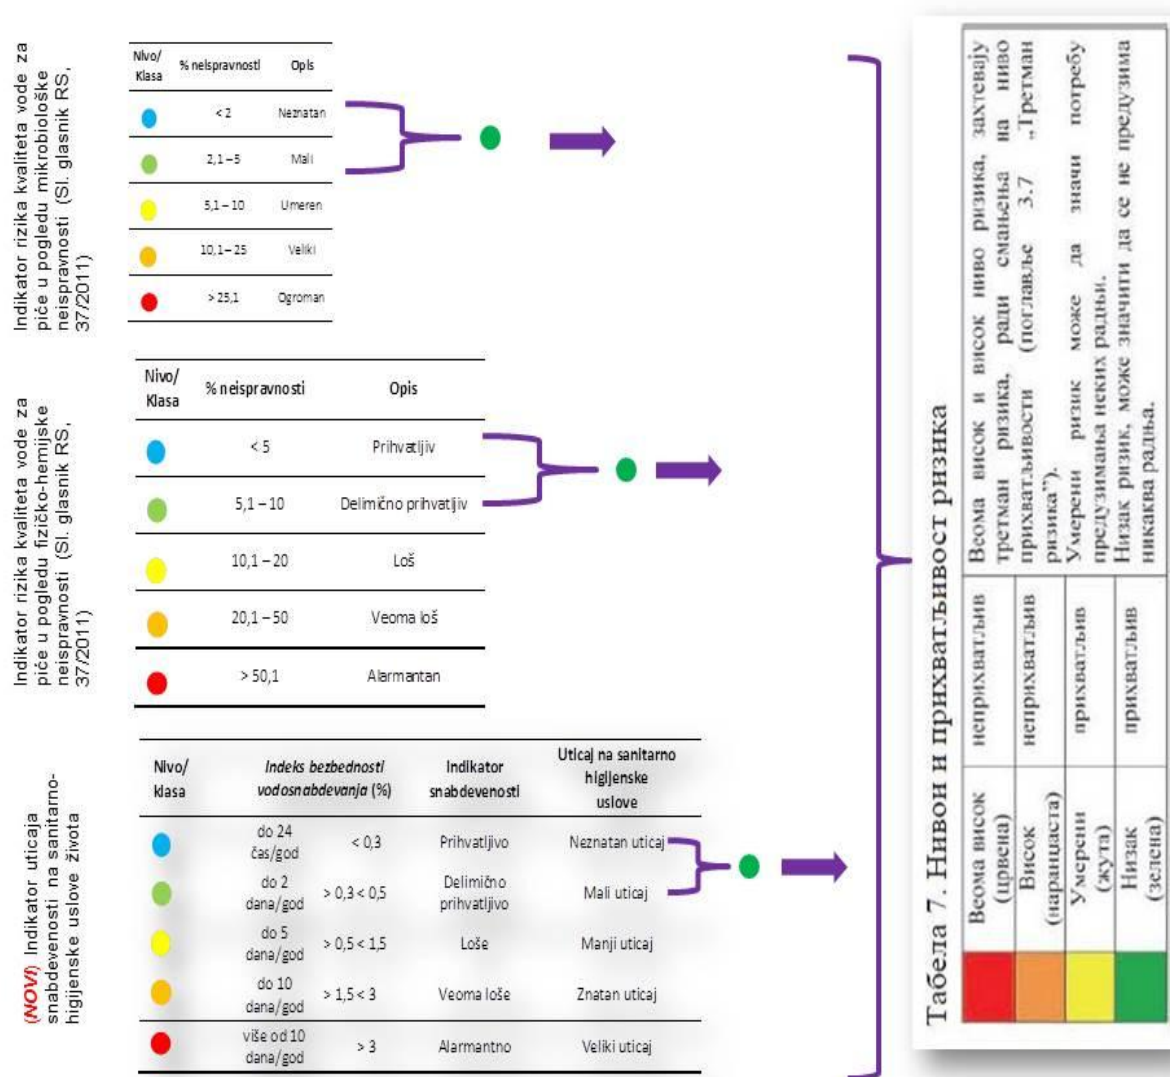 Indikator rizika kvaliteta vode za
piće u pogledu mikrobiološke
neispravnosti (Sl. glasnik RS,
37/2011)
Nivo/ Klasa % neispravnosti Opis
< 2 Neznatan
2,1 – 5 Mali
5,1 – 10 Umeren
10,1 – 25 Veliki
> 25,1 Ogroman
Indikator rizika kvaliteta vode za
piće u pogledu fizičko-hemijske
neispravnosti (Sl. glasnik RS,
37/2011)
Nivo/ Klasa % neispravnosti Opis
< 5 Prihvatljiv
5,1 – 10 Delimično prihvatljiv
10,1 – 20 Loš
20,1 – 50 Veoma loš
> 50,1 Alarmantan
(NOVI) Indikator uticaja
snabdevenosti na sanitarno-
higijenske uslove života
Nivo/ klasa Indeks bezbednosti vodosnabdevanja (%) Indikator snabdevenosti Uticaj na sanitarno higijenske uslove
do 24 čas/god < 0,3 Prihvatljivo Neznatan uticaj
do 2 dana/god > 0,3 < 0,5 Delimično prihvatljivo Mali uticaj
do 5 dana/god > 0,5 < 1,5 Loše Manji uticaj
do 10 dana/god > 1,5 < 3 Veoma loše Znatan uticaj
više od 10 dana/god > 3 Alarmantno Veliki uticaj
Табела 7. Нивои и прихватљивост ризика
Веома висок (црвена) неприхватљив
Висок (наранџаста) неприхватљив
Веома висок и висок ниво ризика, захтевају
третман ризика, ради смањења на ниво
прихватљивости (поглавље 3.7 „Третман
ризика”).
Умерени (жута) прихватљив
Умерени ризик може да значи потребу
предузимања неких радњи.
Низак (зелена) прихватљив
Низак ризик, може значити да се не предузима
никаква радња.